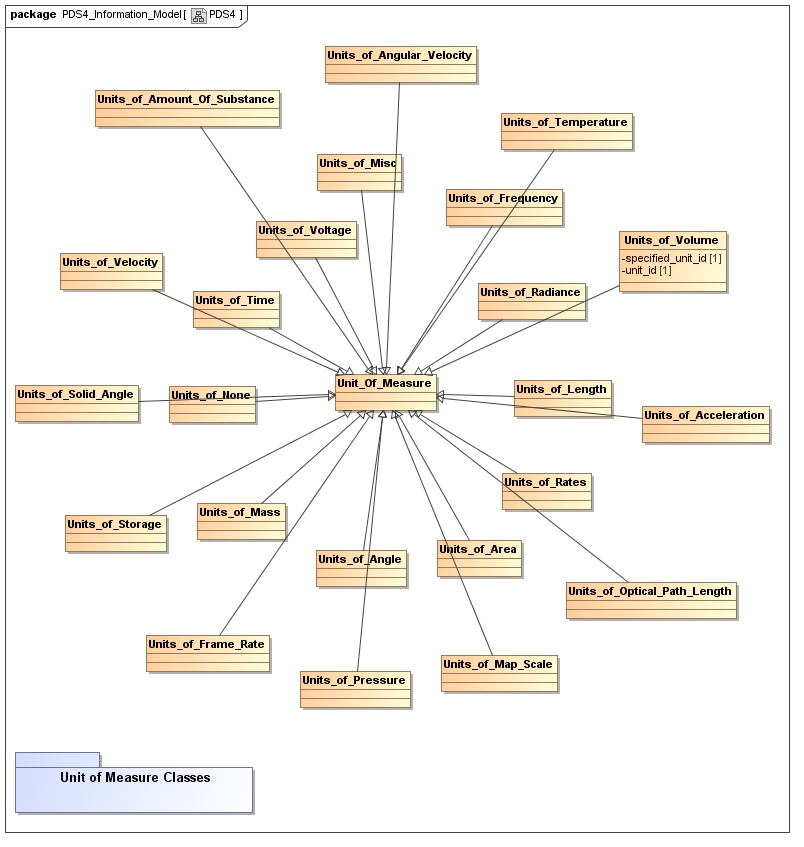 package PDS4_Information_Model[ PDS4 ]
Units_of_Angular_Velocity
Units_of_Amount_Of_Substance
Units_of_Temperature
Units_of_Misc
Units_of_Frequency
Units_of_Voltage
Units_of_Volume
-specified_unit_id [1]
-unit_id [1]
Units_of_Velocity
Units_of_Time
Units_of_Radiance
Unit_Of_Measure
Units_of_Solid_Angle
Units_of_None
Units_of_Length
Units_of_Acceleration
Units_of_Rates
Units_of_Storage
Units_of_Mass
Units_of_Angle
Units_of_Area
Units_of_Optical_Path_Length
Units_of_Frame_Rate
Units_of_Pressure
Units_of_Map_Scale
Unit of Measure Classes